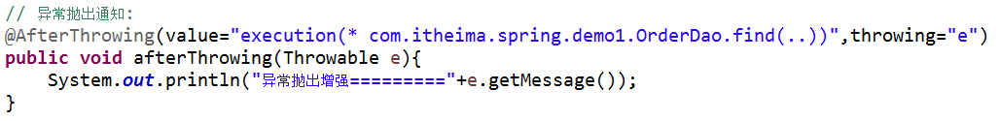 // 异常抛出通知:
@AfterThrowing(value="execution(* com.itheima.spring.demo1.OrderDao.find(..))",throwing="e")
public void afterThrowing(Throwable e){
    System.out.println("异常抛出增强========="+e.getMessage());
}